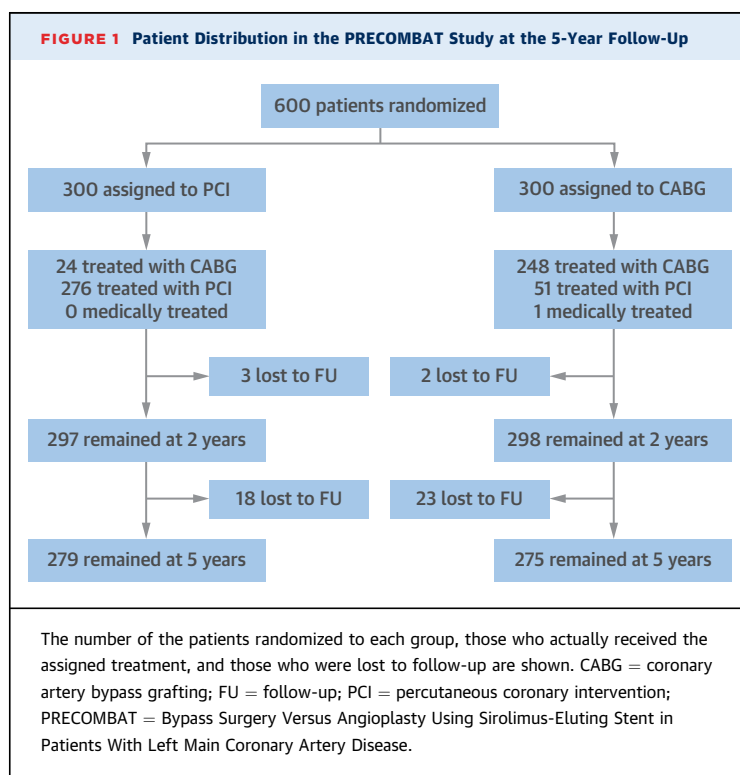 FIGURE 1 Patient Distribution in the PRECOMBAT Study at the 5-Year Follow-Up
600 patients randomized
300 assigned to PCI
300 assigned to CABG
24 treated with CABG
276 treated with PCI
0 medically treated
248 treated with CABG
51 treated with PCI
1 medically treated
3 lost to FU
2 lost to FU
297 remained at 2 years
298 remained at 2 years
18 lost to FU
23 lost to FU
279 remained at 5 years
275 remained at 5 years
The number of the patients randomized to each group, those who actually received the
assigned treatment, and those who were lost to follow-up are shown. CABG = coronary
artery bypass grafting; FU = follow-up; PCI = percutaneous coronary intervention;
PRECOMBAT = Bypass Surgery Versus Angioplasty Using Sirolimus-Eluting Stent in
Patients With Left Main Coronary Artery Disease.